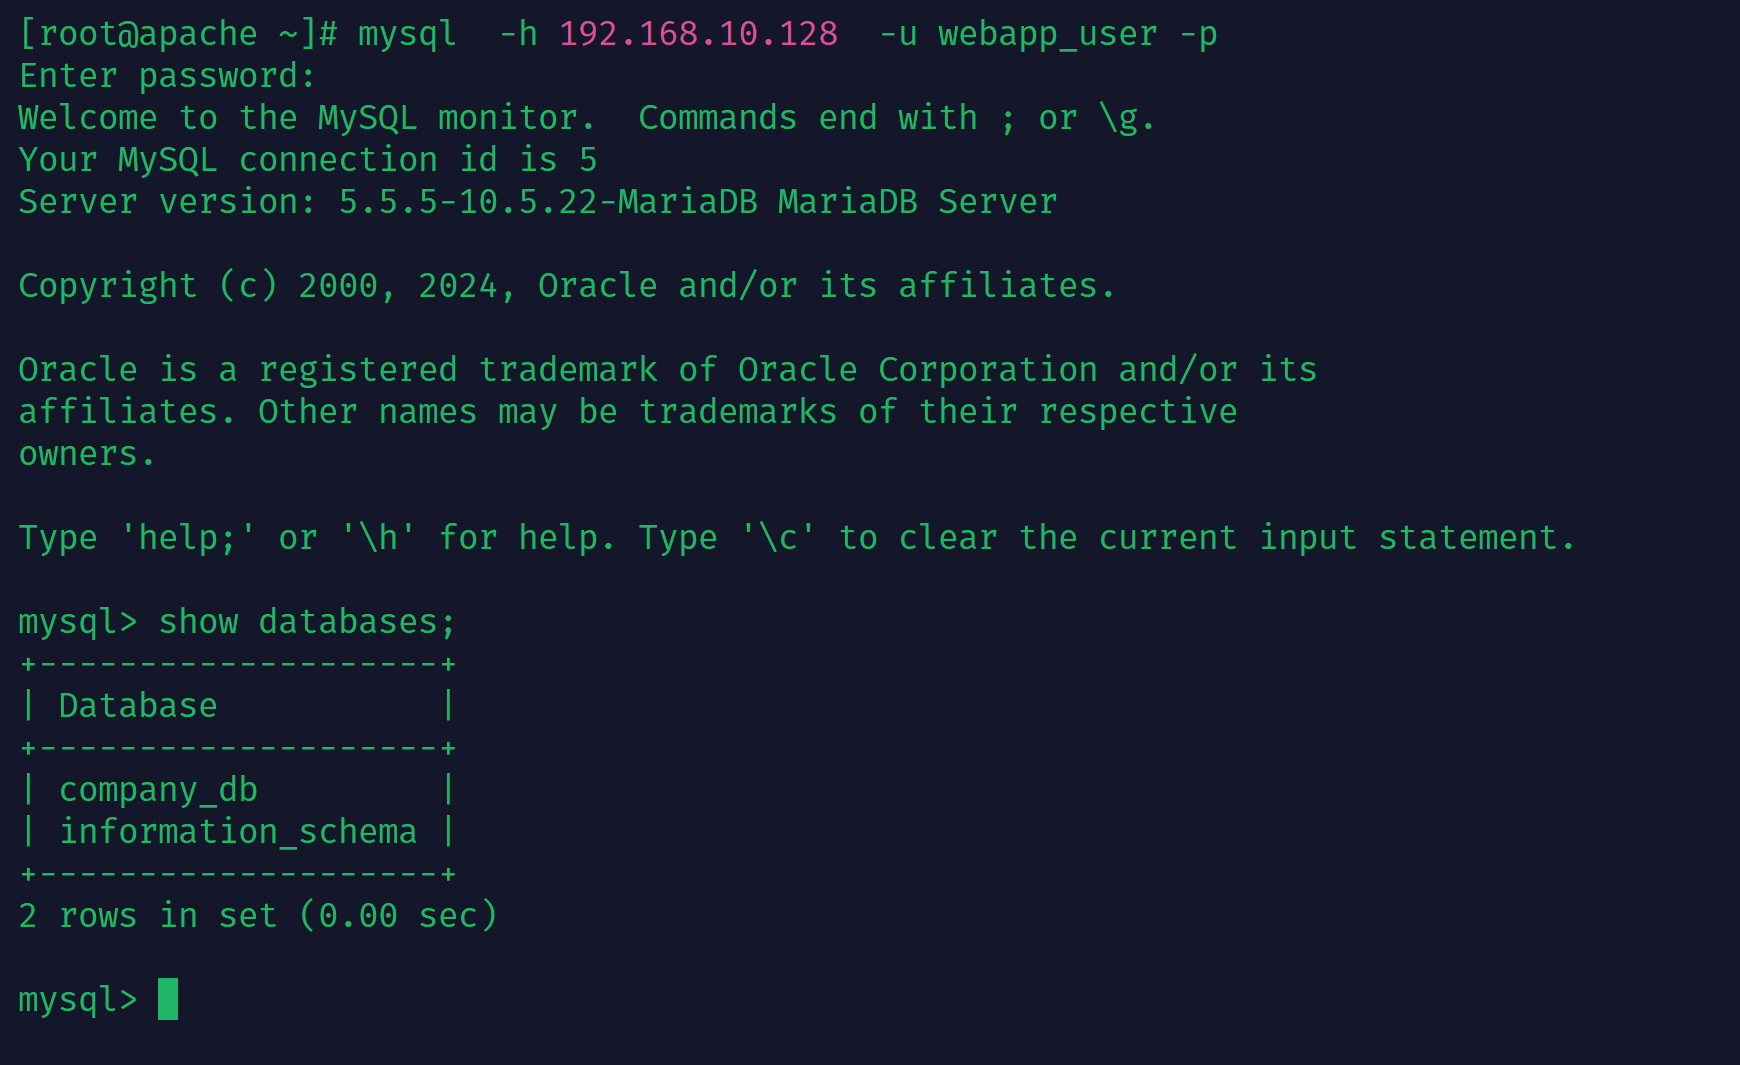 [root@apache ~]# mysql  -h 192.168.10.128  -u webapp_user -p
Enter password:
Welcome to the MySQL monitor.  Commands end with ; or \g.
Your MySQL connection id is 5
Server version: 5.5.5-10.5.22-MariaDB MariaDB Server

Copyright (c) 2000, 2024, Oracle and/or its affiliates.

Oracle is a registered trademark of Oracle Corporation and/or its
affiliates. Other names may be trademarks of their respective
owners.

Type 'help;' or '\h' for help. Type '\c' to clear the current input statement.

mysql> show databases;
+--------------------+
| Database           |
+--------------------+
| company_db         |
| information_schema |
+--------------------+
2 rows in set (0.00 sec)

mysql>